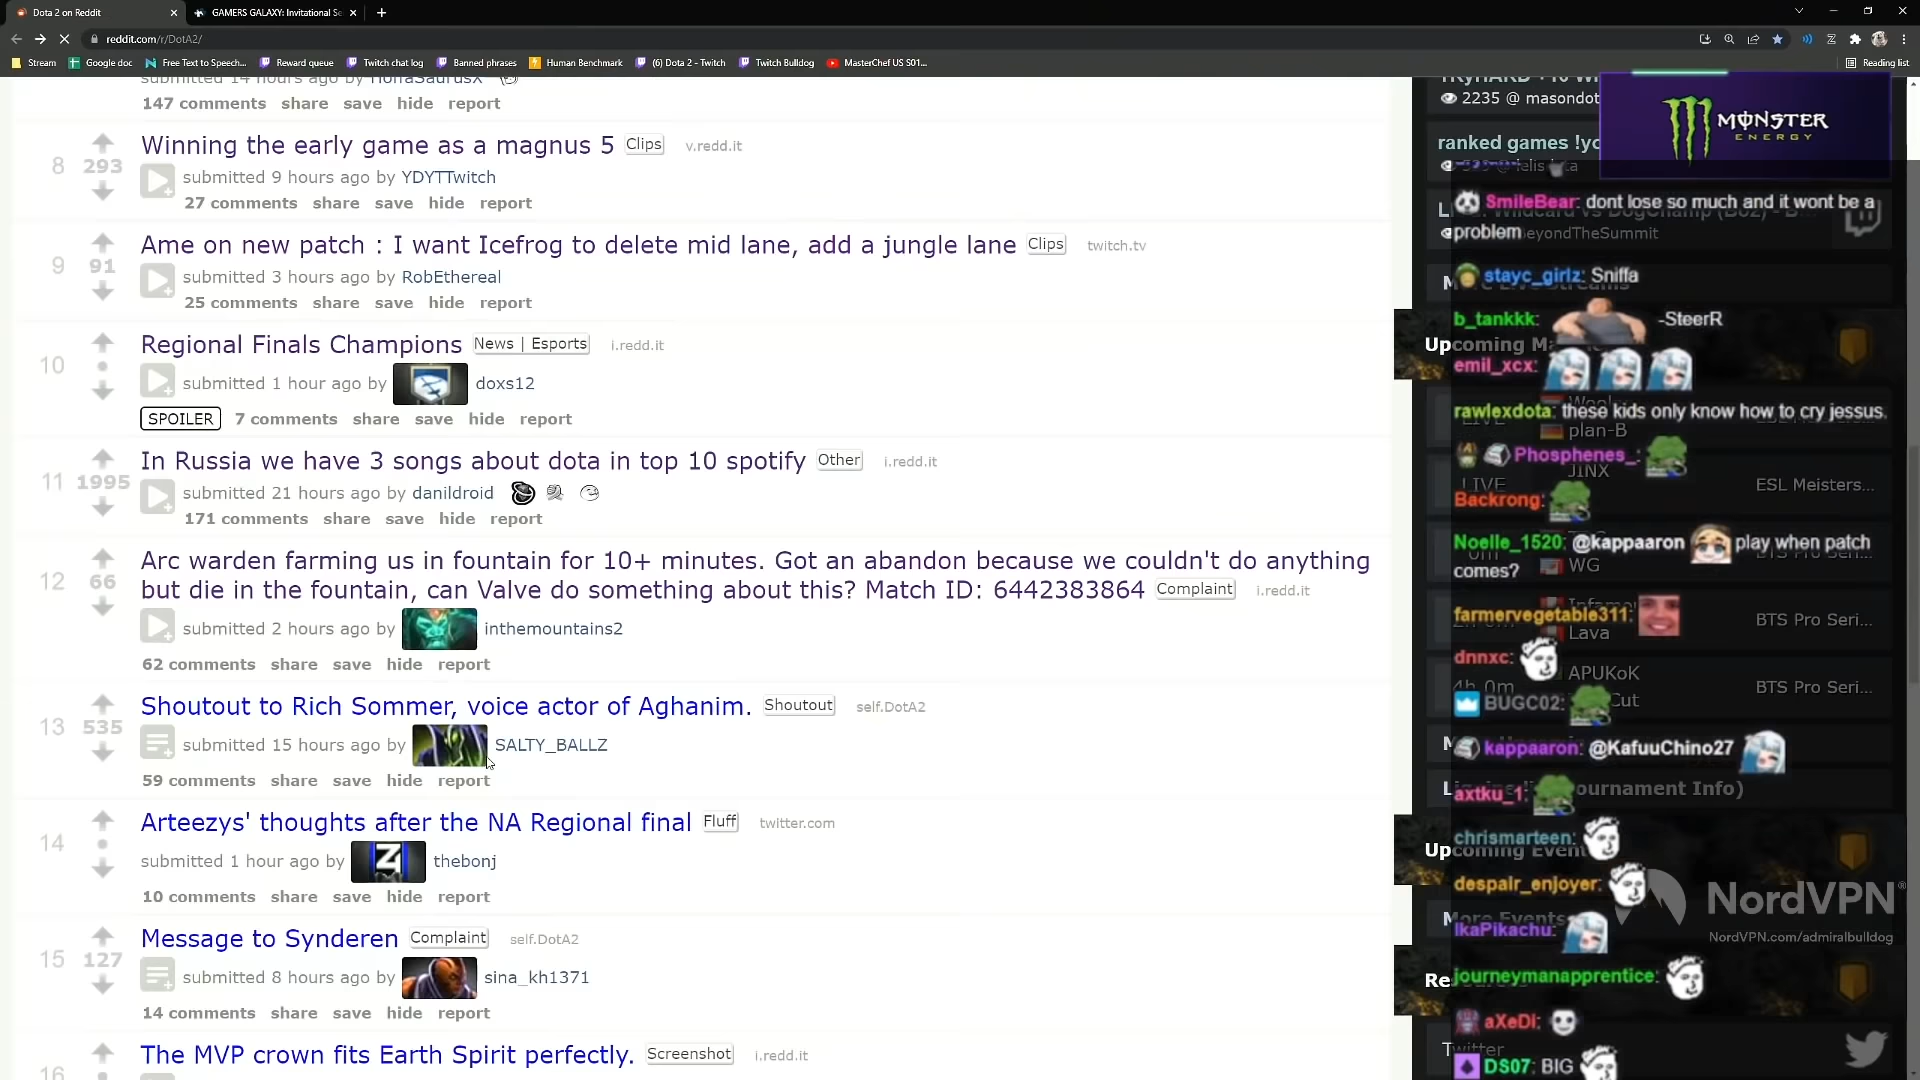 Dota 2 on Reddit
GAMERS GALAXY: Invitational Se
reddit.com/r/DotA2/
Stream
Google doc
Free Text to Speech...
Reward queue
Twitch chat log
Banned phrases
Human Benchmark
(6) Dota 2 - Twitch
Twitch Bulldog
MasterChef US S01...
Reading list
147 comments share save hide report
8
293
Winning the early game as a magnus 5 Clips v.redd.it
submitted 9 hours ago by YDYTTwitch
27 comments share save hide report
9
91
Ame on new patch : I want Icefrog to delete mid lane, add a jungle lane Clips twitch.tv
submitted 3 hours ago by RobEthereal
25 comments share save hide report
10
Regional Finals Champions News | Esports i.redd.it
submitted 1 hour ago by doxs12
SPOILER 7 comments share save hide report
11
1995
In Russia we have 3 songs about dota in top 10 spotify Other i.redd.it
submitted 21 hours ago by danildroid
171 comments share save hide report
12
66
Arc warden farming us in fountain for 10+ minutes. Got an abandon because we couldn't do anything
but die in the fountain, can Valve do something about this? Match ID: 6442383864 Complaint i.redd.it
submitted 2 hours ago by inthemountains2
62 comments share save hide report
13
535
Shoutout to Rich Sommer, voice actor of Aghanim. Shoutout self.DotA2
submitted 15 hours ago by SALTY_BALLZ
59 comments share save hide report
14
Arteezys' thoughts after the NA Regional final Fluff twitter.com
submitted 1 hour ago by thebonj
10 comments share save hide report
15
127
Message to Synderen Complaint self.DotA2
submitted 8 hours ago by sina_kh1371
14 comments share save hide report
16
The MVP crown fits Earth Spirit perfectly. Screenshot i.redd.it
2235 @ masondot
MONSTER
ENERGY
ranked games !yo
SmileBear: dont lose so much and it wont be a
problem
eyondTheSummit
stayc_girlz: Sniffa
b_tankkk: -SteerR
emil_xcx:
rawlexdota: these kids only know how to cry jessus.
plan-B
Phosphenes_:
JiNX
LIVE
ESL Meisters...
Backrong:
Noelle_1520: @kappaaron play when patch
comes?
WG
farmervegetable311:
Lava
BTS Pro Seri...
dnnxc:
APUKoK
4h 0m
BTS Pro Seri...
BUGC02:
kappaaron: @KafuuChino27
axtku_1:
ournament Info)
chrismarteen:
Upcoming Event
despair_enjoyer:
NordVPN®
More Events
IkaPikachu:
NordVPN.com/admiralbulldog
journeymanapprentice:
aXeDi:
Twitter
DS07: BIG